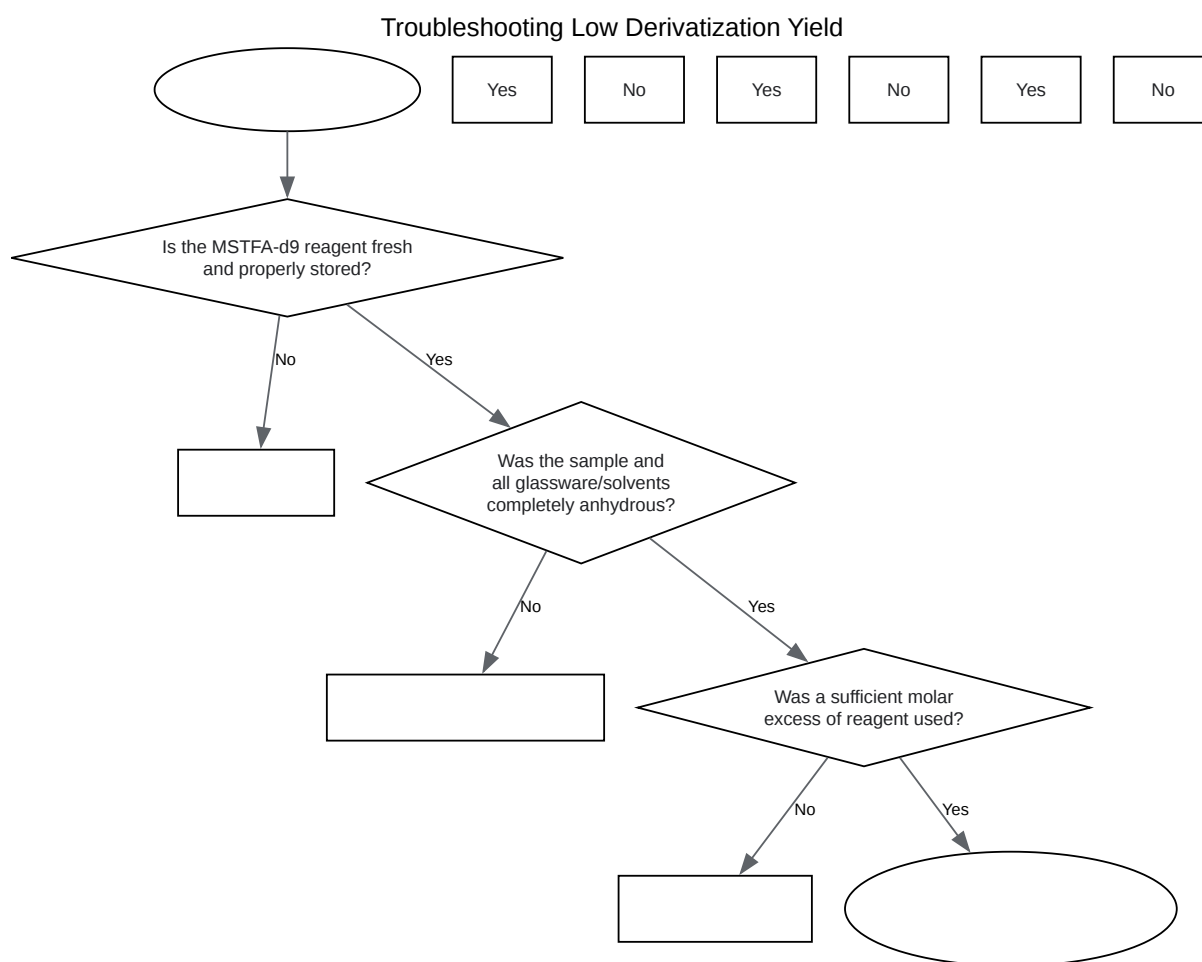 Troubleshooting Low Derivatization Yield
Yes
No
Yes
No
Yes
No
Is the MSTFA-d9 reagent fresh
and properly stored?
No
Yes
Was the sample and
all glassware/solvents
completely anhydrous?
No
Yes
Was a sufficient molar
excess of reagent used?
No
Yes